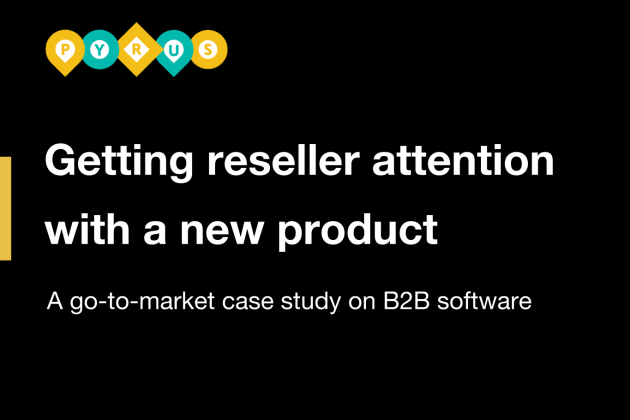 PYRUS
Getting reseller attention
with a new product
A go-to-market case study on B2B software